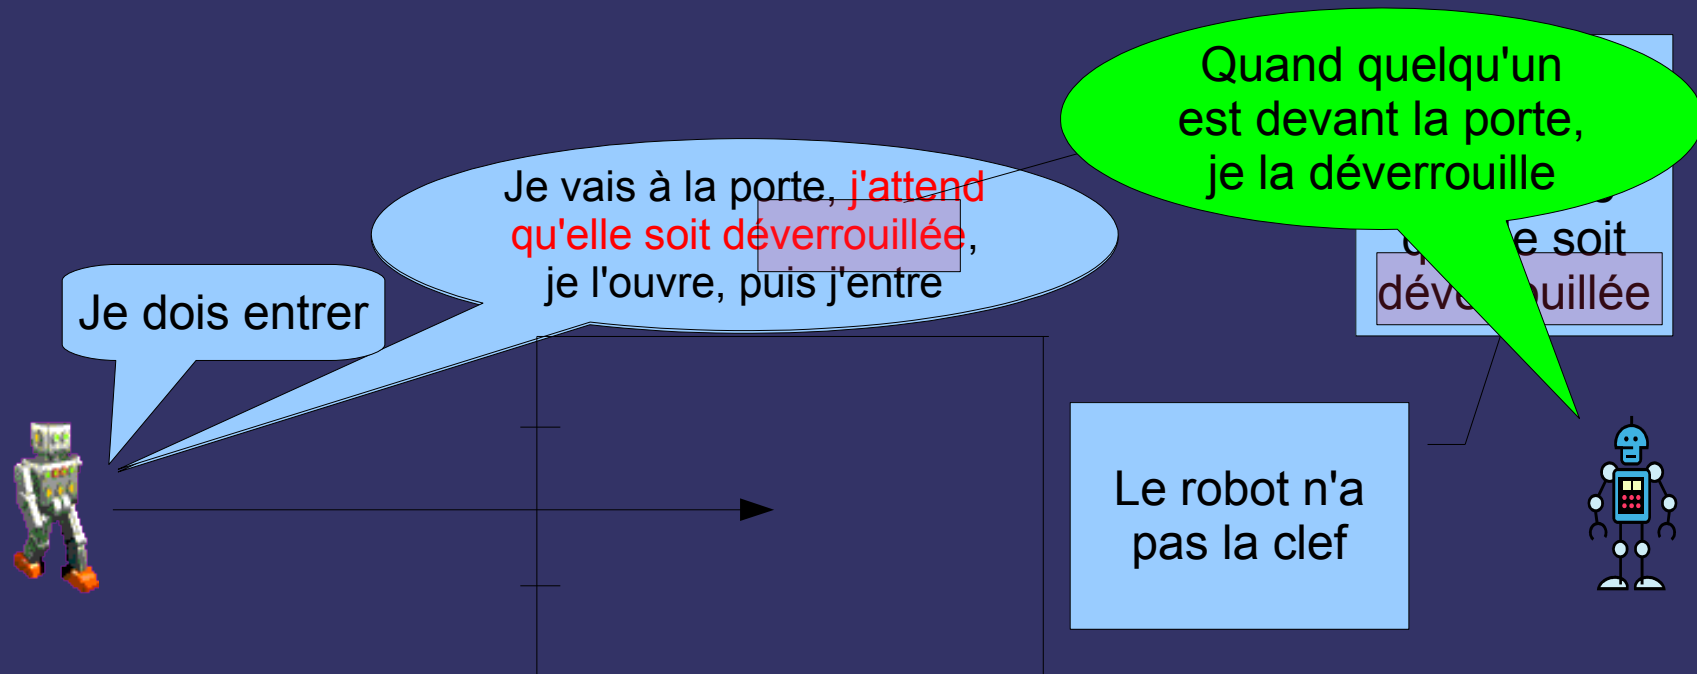 Je dois entrer
Je vais à la porte, j'attend
qu'elle soit déverrouillée,
je l'ouvre, puis j'entre
Quand quelqu'un
est devant la porte,
je la déverrouille
soit
Le robot n'a
pas la clef